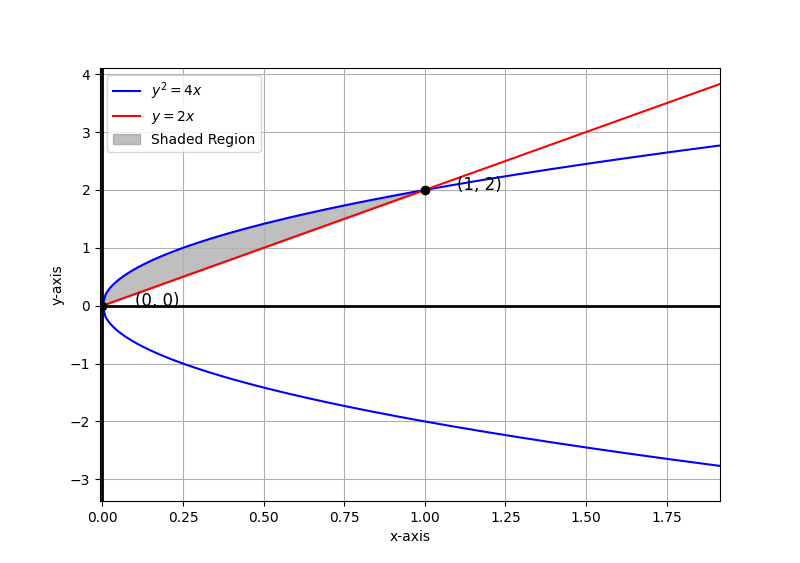 y² = 4x
y = 2x
Shaded Region
4
3
2
1
0
−1
−2
−3
y-axis
(1, 2)
(0, 0)
0.00 0.25 0.50 0.75 1.00 1.25 1.50 1.75
x-axis